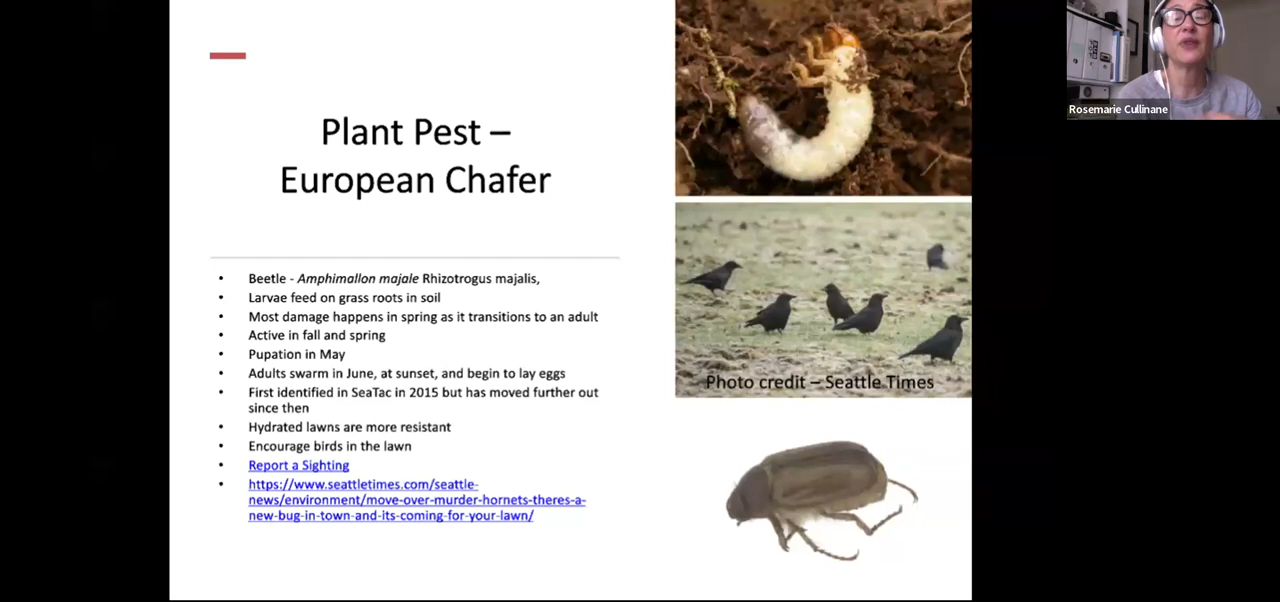 Plant Pest –
European Chafer
• Beetle - Amphimallon majale Rhizotrogus majalis,
• Larvae feed on grass roots in soil
• Most damage happens in spring as it transitions to an adult
• Active in fall and spring
• Pupation in May
• Adults swarm in June, at sunset, and begin to lay eggs
• First identified in SeaTac in 2015 but has moved further out
since then
• Hydrated lawns are more resistant
• Encourage birds in the lawn
• Report a Sighting
• https://www.seattletimes.com/seattle-
news/environment/move-over-murder-hornets-theres-a-
new-bug-in-town-and-its-coming-for-your-lawn/
Photo credit – Seattle Times
Rosemarie Cullinane